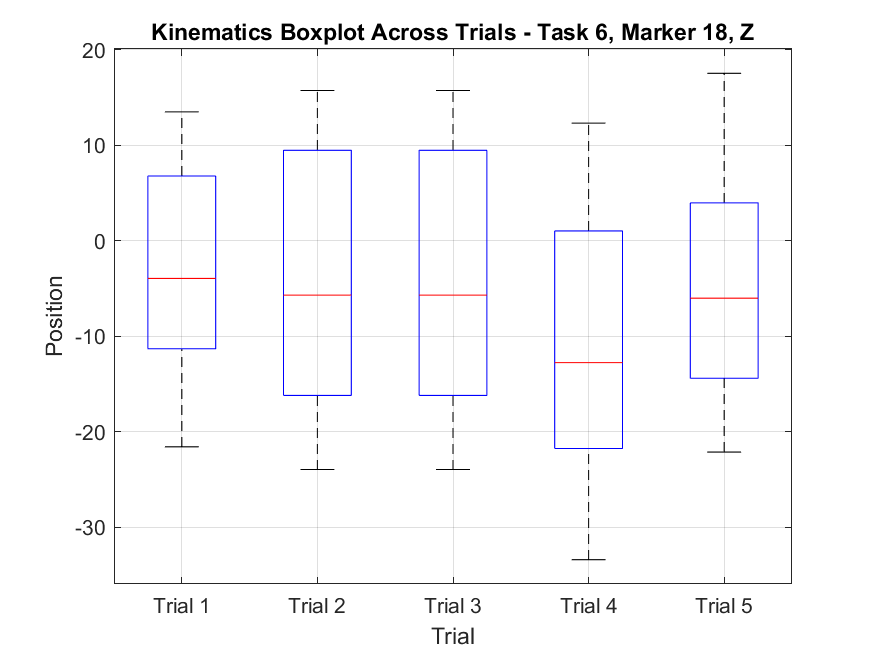 Kinematics Boxplot Across Trials - Task 6, Marker 18, Z
20
10
0
-10
-20
-30
Position
Trial 1 Trial 2 Trial 3 Trial 4 Trial 5
Trial